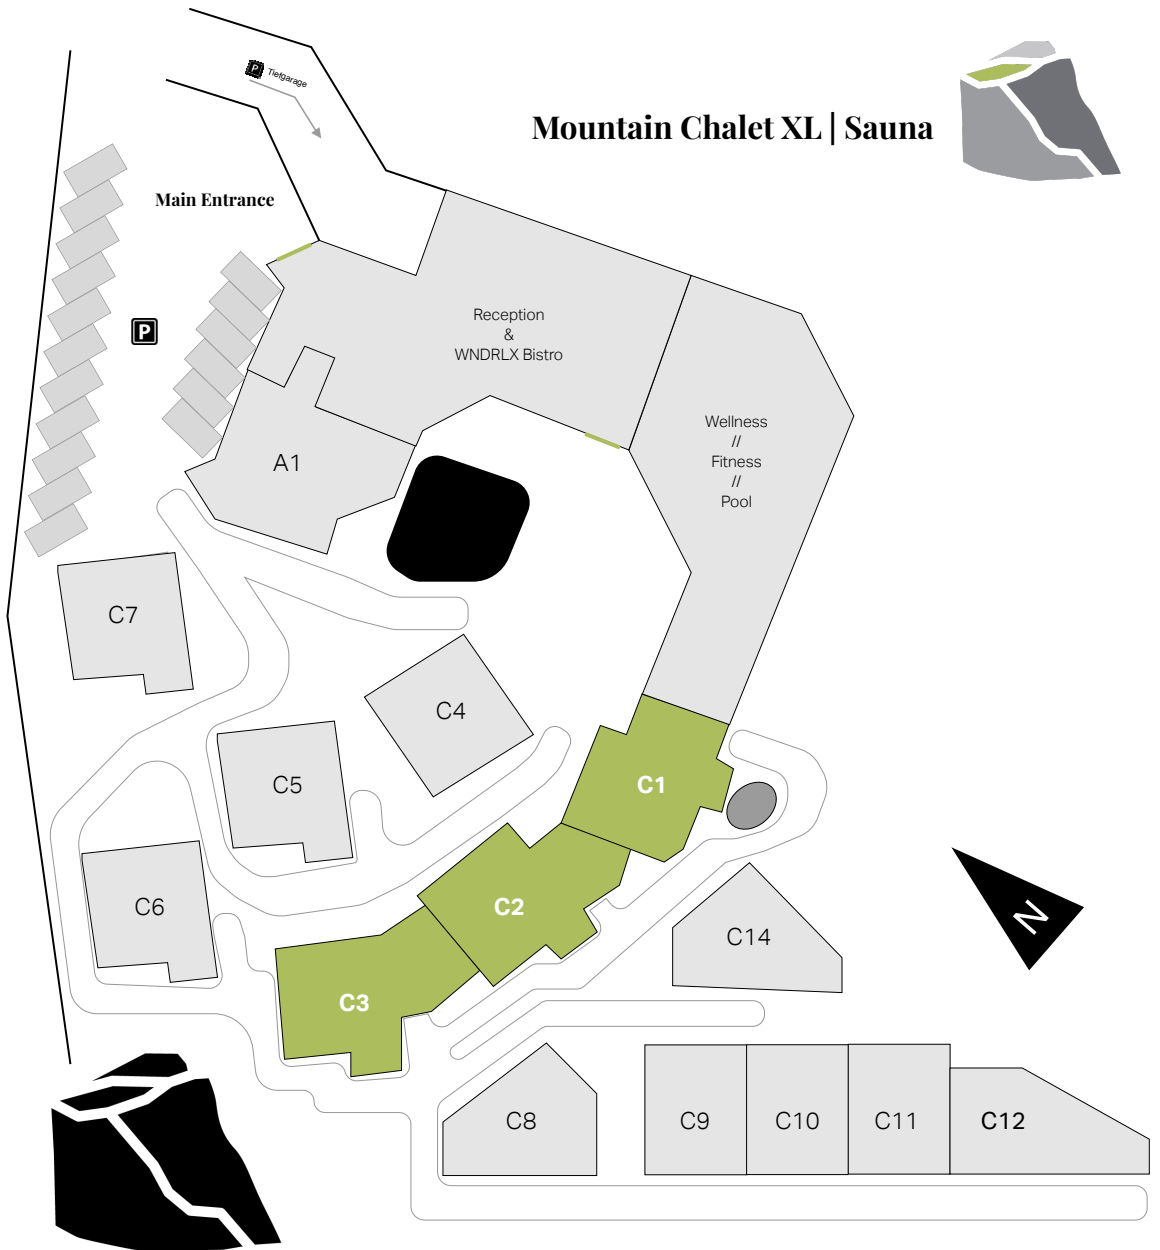 P Tiefgarage
Mountain Chalet XL | Sauna
Main Entrance
P
Reception
&
WNDRLX Bistro
Wellness
//
Fitness
//
Pool
A1
C7
C4
C5
C1
C6
C2
C14
C3
N
C8
C9
C10
C11
C12